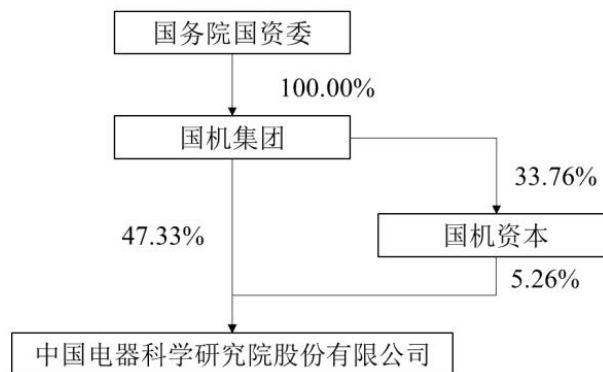 国务院国资委
100.00%
国机集团
33.76%
47.33%
国机资本
5.26%
中国电器科学研究院股份有限公司